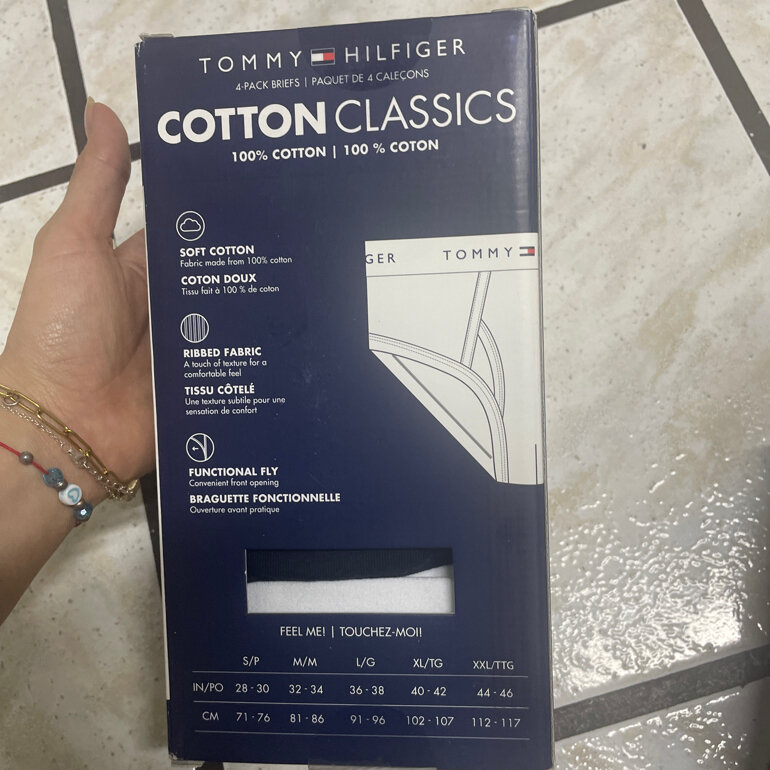 TOMMY HILFIGER
4-PACK BRIEFS | PAQUET DE 4 CALEÇONS
COTTON CLASSICS
100% COTTON | 100 % COTON
SOFT COTTON
Fabric made from 100% cotton
COTON DOUX
Tissu fait à 100 % de coton
GER TOMMY
RIBBED FABRIC
A touch of texture for a
comfortable feel
TISSU CÔTELÉ
Une texture subtile pour une
sensation de confort
FUNCTIONAL FLY
Convenient front opening
BRAGUETTE FONCTIONNELLE
Ouverture avant pratique
FEEL ME! | TOUCHEZ-MOI!
S/P M/M L/G XL/TG XXL/TTG
IN/PO 28 - 30 32 - 34 36 - 38 40 - 42 44 - 46
CM 71 - 76 81 - 86 91 - 96 102 - 107 112 - 117